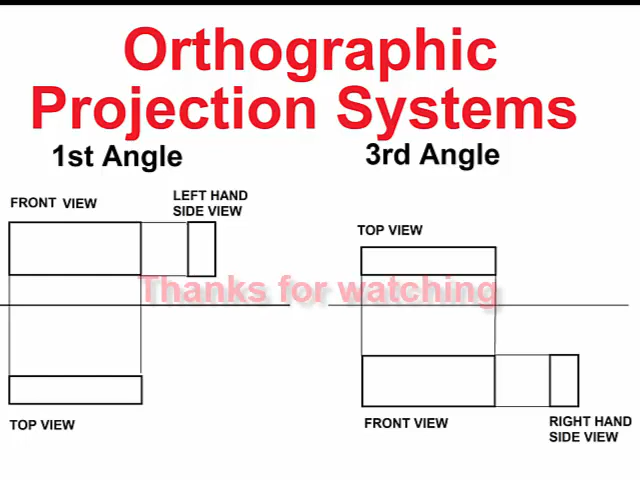 Orthographic
Projection Systems
1st Angle
3rd Angle
FRONT VIEW
LEFT HAND
SIDE VIEW
TOP VIEW
Thanks for watching
TOP VIEW
FRONT VIEW
RIGHT HAND
SIDE VIEW